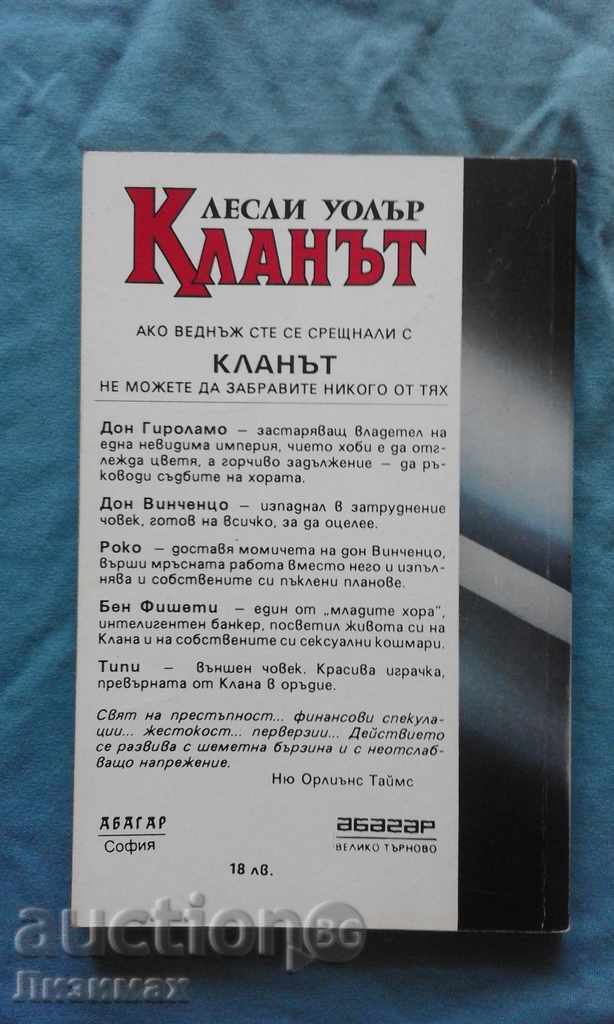 ЛЕСЛИ УОЛЪР
КЛАНЪТ
АКО ВЕДНЪЖ СТЕ СЕ СРЕЩНАЛИ С
КЛАНЪТ
НЕ МОЖЕТЕ ДА ЗАБРАВИТЕ НИКОГО ОТ ТЯХ
Дон Гироламо – застаряващ владетел на
една невидима империя, чието хоби е да отг-
лежда цветя, а горчиво задължение – да ръ-
ководи съдбите на хората.
Дон Винченцо – изпаднал в затруднение
човек, готов на всичко, за да оцелее.
Роко – доставя момичета на дон Винченцо,
върши мръсната работа вместо него и изпъл-
нява и собствените си пъклени планове.
Бен Фишети – един от „младите хора",
интелигентен банкер, посветил живота си на
Клана и на собствените си сексуални кошмари.
Типи – външен човек. Красива играчка,
превърната от Клана в оръдие.
Свят на престъпност... финансови спекула-
ции... жестокост... перверзии... Действието
се развива с шеметна бързина и с неотслаб-
ващо напрежение.
Ню Орлиънс Таймс
АБАГАР
София
АБАГАР
ВЕЛИКО ТЪРНОВО
18 лв.
auction BG
Лизимах